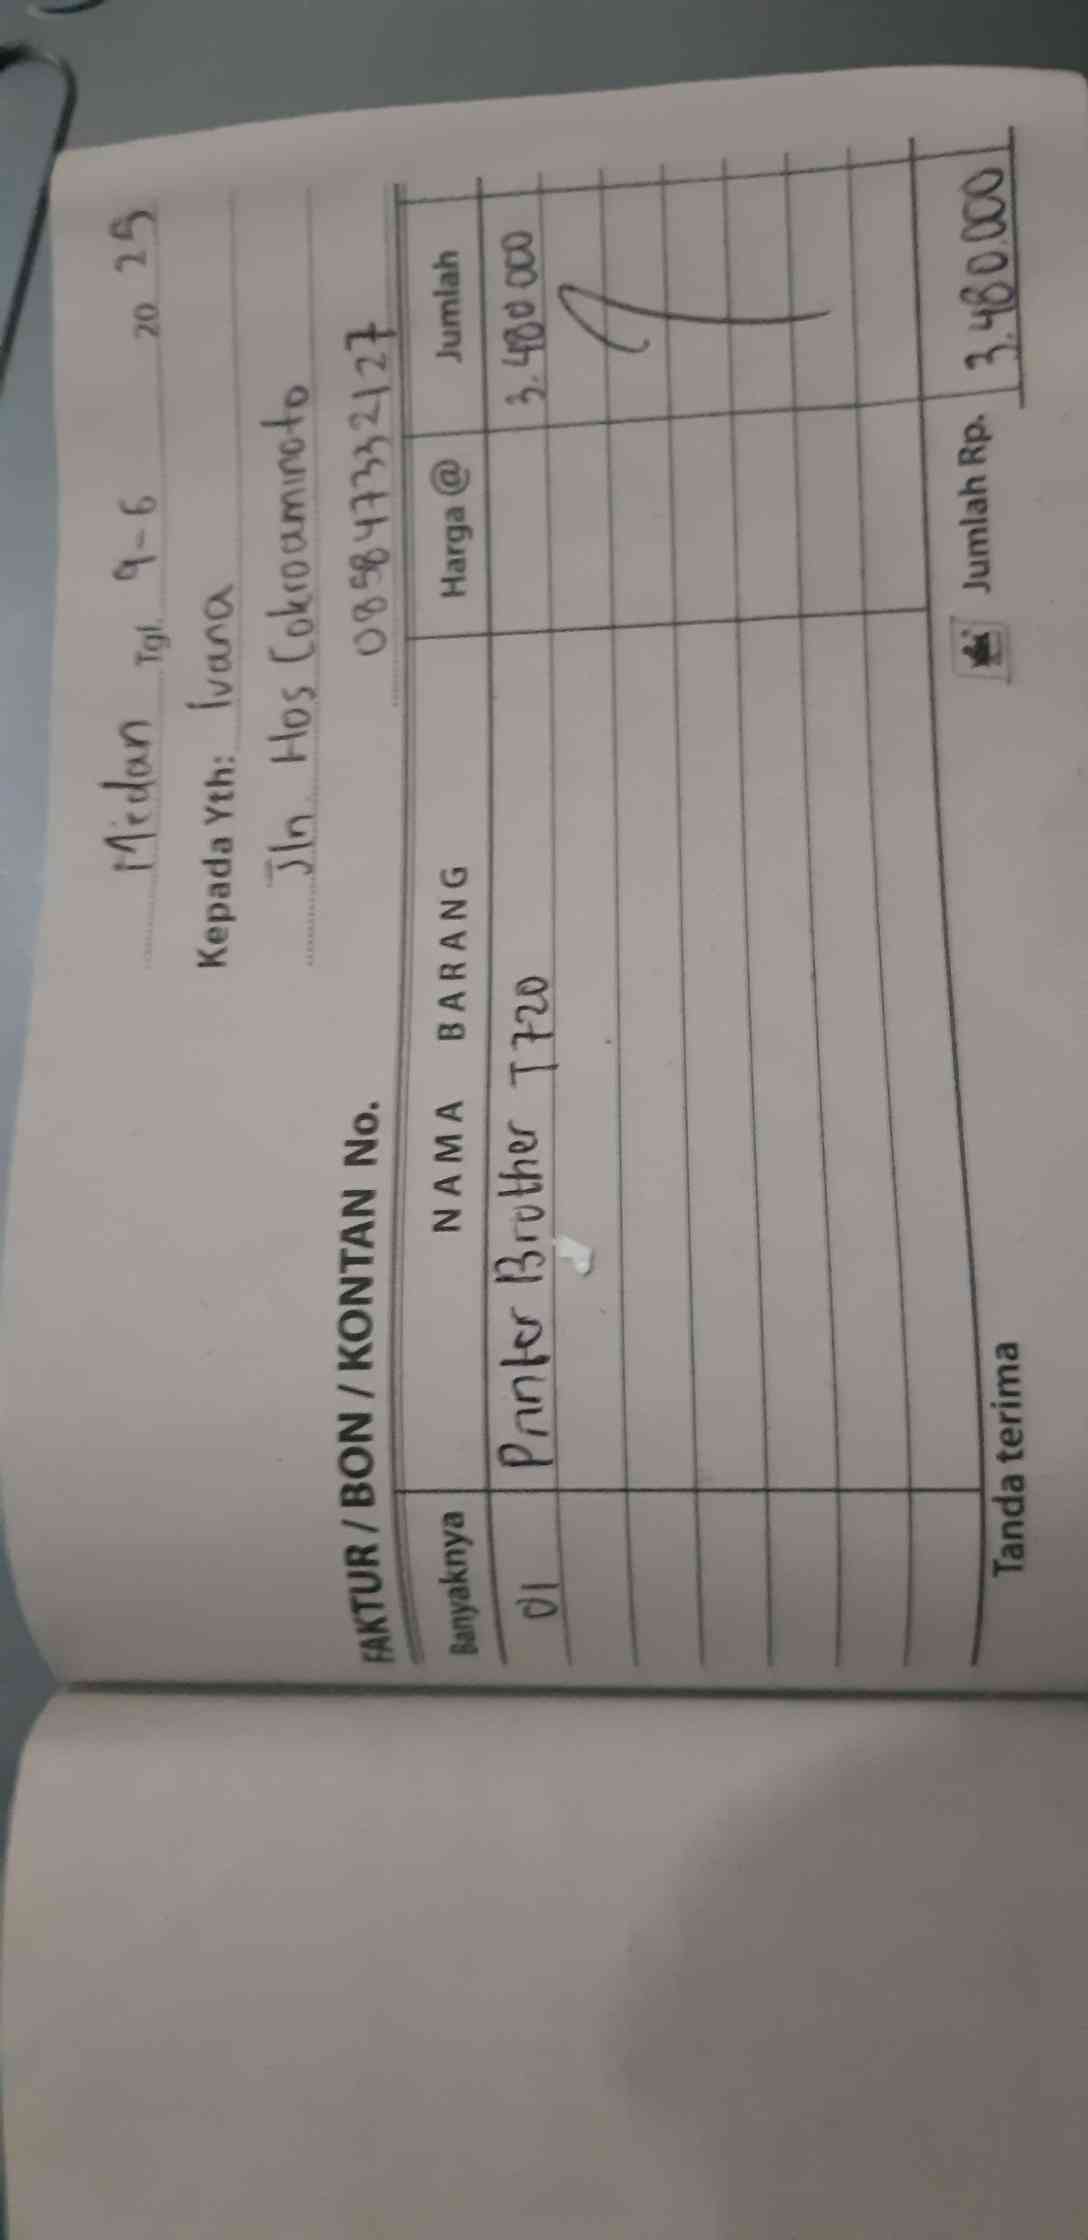 Medan Tgl. 9-6 20 25
Kepada Yth: Ivana
Jln. Hos Cokroaminoto
085847332127
FAKTUR / BON / KONTAN No.
Banyaknya NAMA BARANG Harga @ Jumlah
01 Printer Brother T720 3.480.000
Tanda terima Jumlah Rp. 3.480.000